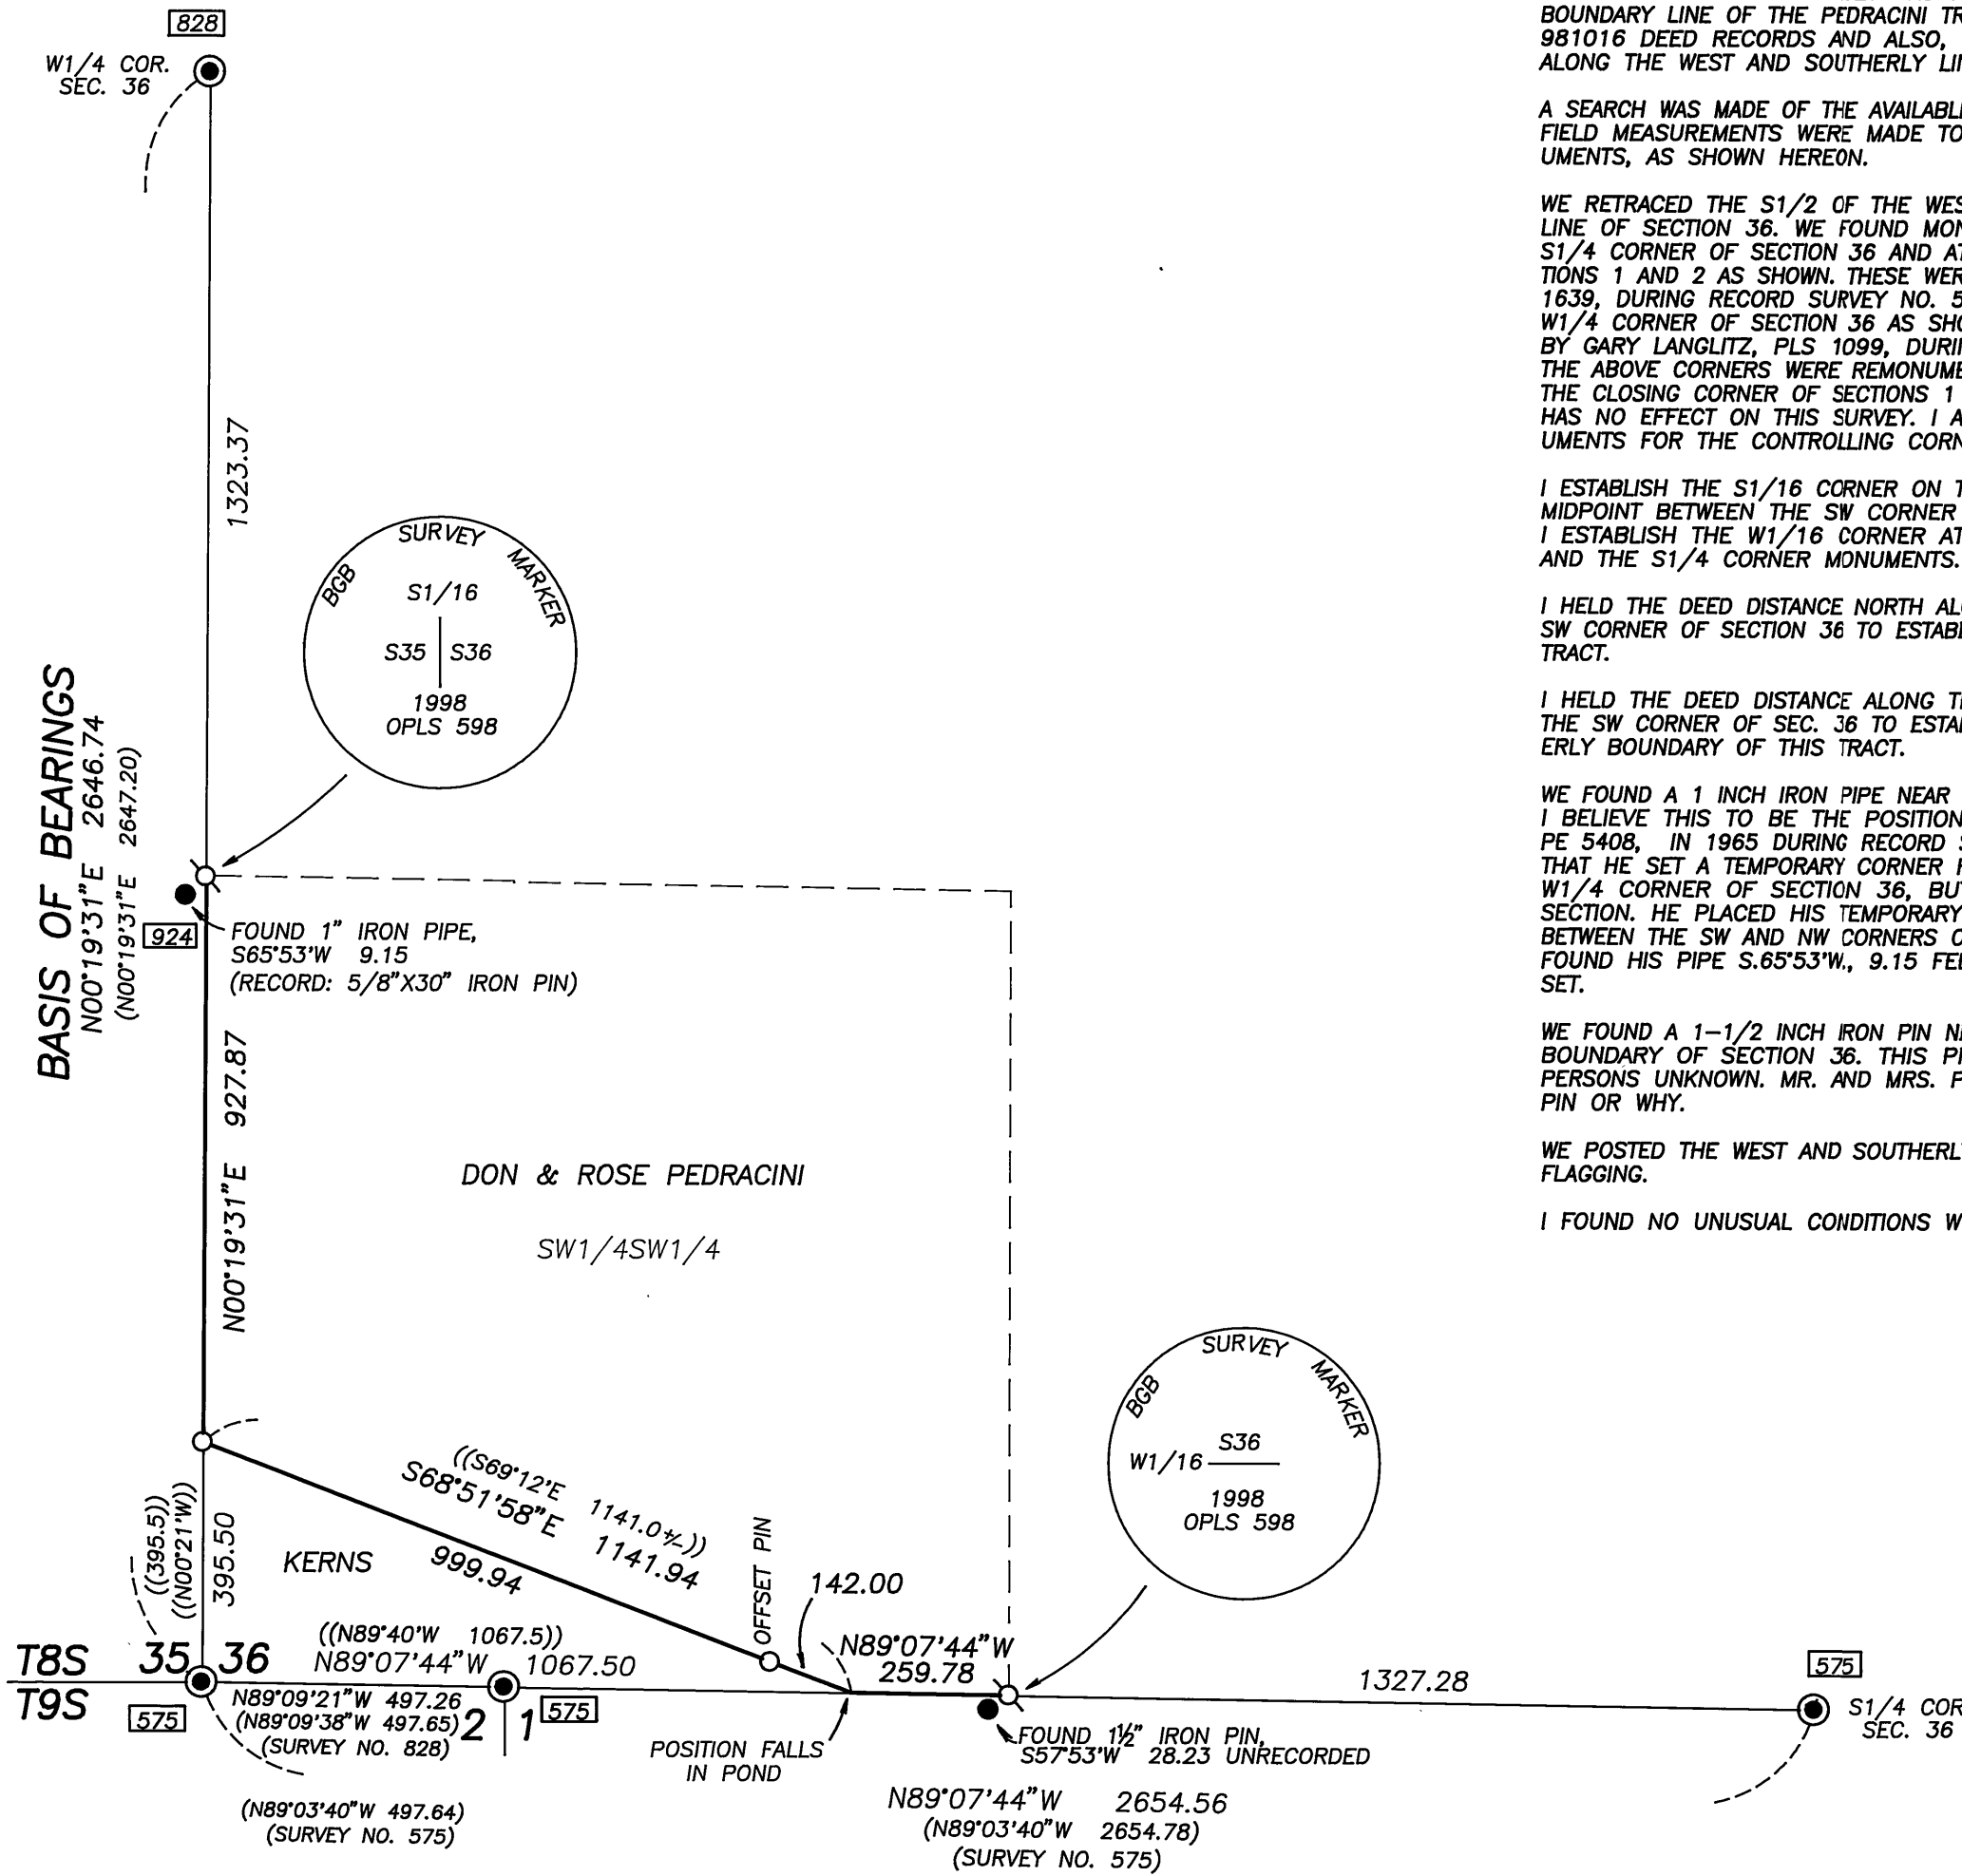 828
W1/4 COR.
SEC. 36
1323.37
BGB SURVEY MARKER
S1/16
S35 S36
1998
OPLS 598
BASIS OF BEARINGS
N00°19'31"E 2646.74
(N00°19'31"E 2647.20)
924
FOUND 1" IRON PIPE,
S65°53'W 9.15
(RECORD: 5/8"X30" IRON PIN)
N00°19'31"E 927.87
DON & ROSE PEDRACINI
SW1/4SW1/4
BGB SURVEY MARKER
S36
W1/16
1998
OPLS 598
((S69°12'E 1141.0+/-))
S68°51'58"E 1141.94
999.94
OFFSET PIN
142.00
KERNS
((395.5))
((N00°21'W))
395.50
((N89°40'W 1067.5))
N89°07'44"W 1067.50
N89°07'44"W
259.78
1327.28
575
S1/4 COR
SEC. 36
T8S 35 36
T9S
575
N89°09'21"W 497.26
(N89°09'38"W 497.65)
(SURVEY NO. 828)
2 1
575
POSITION FALLS
IN POND
FOUND 1½" IRON PIN,
S57°53'W 28.23 UNRECORDED
(N89°03'40"W 497.64)
(SURVEY NO. 575)
N89°07'44"W 2654.56
(N89°03'40"W 2654.78)
(SURVEY NO. 575)
BOUNDARY LINE OF THE PEDRACINI TR
981016 DEED RECORDS AND ALSO,
ALONG THE WEST AND SOUTHERLY LI
A SEARCH WAS MADE OF THE AVAILABL
FIELD MEASUREMENTS WERE MADE TO
UMENTS, AS SHOWN HEREON.
WE RETRACED THE S1/2 OF THE WES
LINE OF SECTION 36. WE FOUND MON
S1/4 CORNER OF SECTION 36 AND AT
TIONS 1 AND 2 AS SHOWN. THESE WER
1639, DURING RECORD SURVEY NO. 5
W1/4 CORNER OF SECTION 36 AS SHO
BY GARY LANGLITZ, PLS 1099, DURIN
THE ABOVE CORNERS WERE REMONUME
THE CLOSING CORNER OF SECTIONS 1
HAS NO EFFECT ON THIS SURVEY. I A
UMENTS FOR THE CONTROLLING CORN
I ESTABLISH THE S1/16 CORNER ON T
MIDPOINT BETWEEN THE SW CORNER
I ESTABLISH THE W1/16 CORNER AT
AND THE S1/4 CORNER MONUMENTS.
I HELD THE DEED DISTANCE NORTH AL
SW CORNER OF SECTION 36 TO ESTAB
TRACT.
I HELD THE DEED DISTANCE ALONG T
THE SW CORNER OF SEC. 36 TO ESTA
ERLY BOUNDARY OF THIS TRACT.
WE FOUND A 1 INCH IRON PIPE NEAR
I BELIEVE THIS TO BE THE POSITION
PE 5408, IN 1965 DURING RECORD S
THAT HE SET A TEMPORARY CORNER F
W1/4 CORNER OF SECTION 36, BUT
SECTION. HE PLACED HIS TEMPORARY
BETWEEN THE SW AND NW CORNERS O
FOUND HIS PIPE S.65°53'W., 9.15 FEE
SET.
WE FOUND A 1-1/2 INCH IRON PIN N
BOUNDARY OF SECTION 36. THIS PI
PERSONS UNKNOWN. MR. AND MRS. P
PIN OR WHY.
WE POSTED THE WEST AND SOUTHERL
FLAGGING.
I FOUND NO UNUSUAL CONDITIONS W